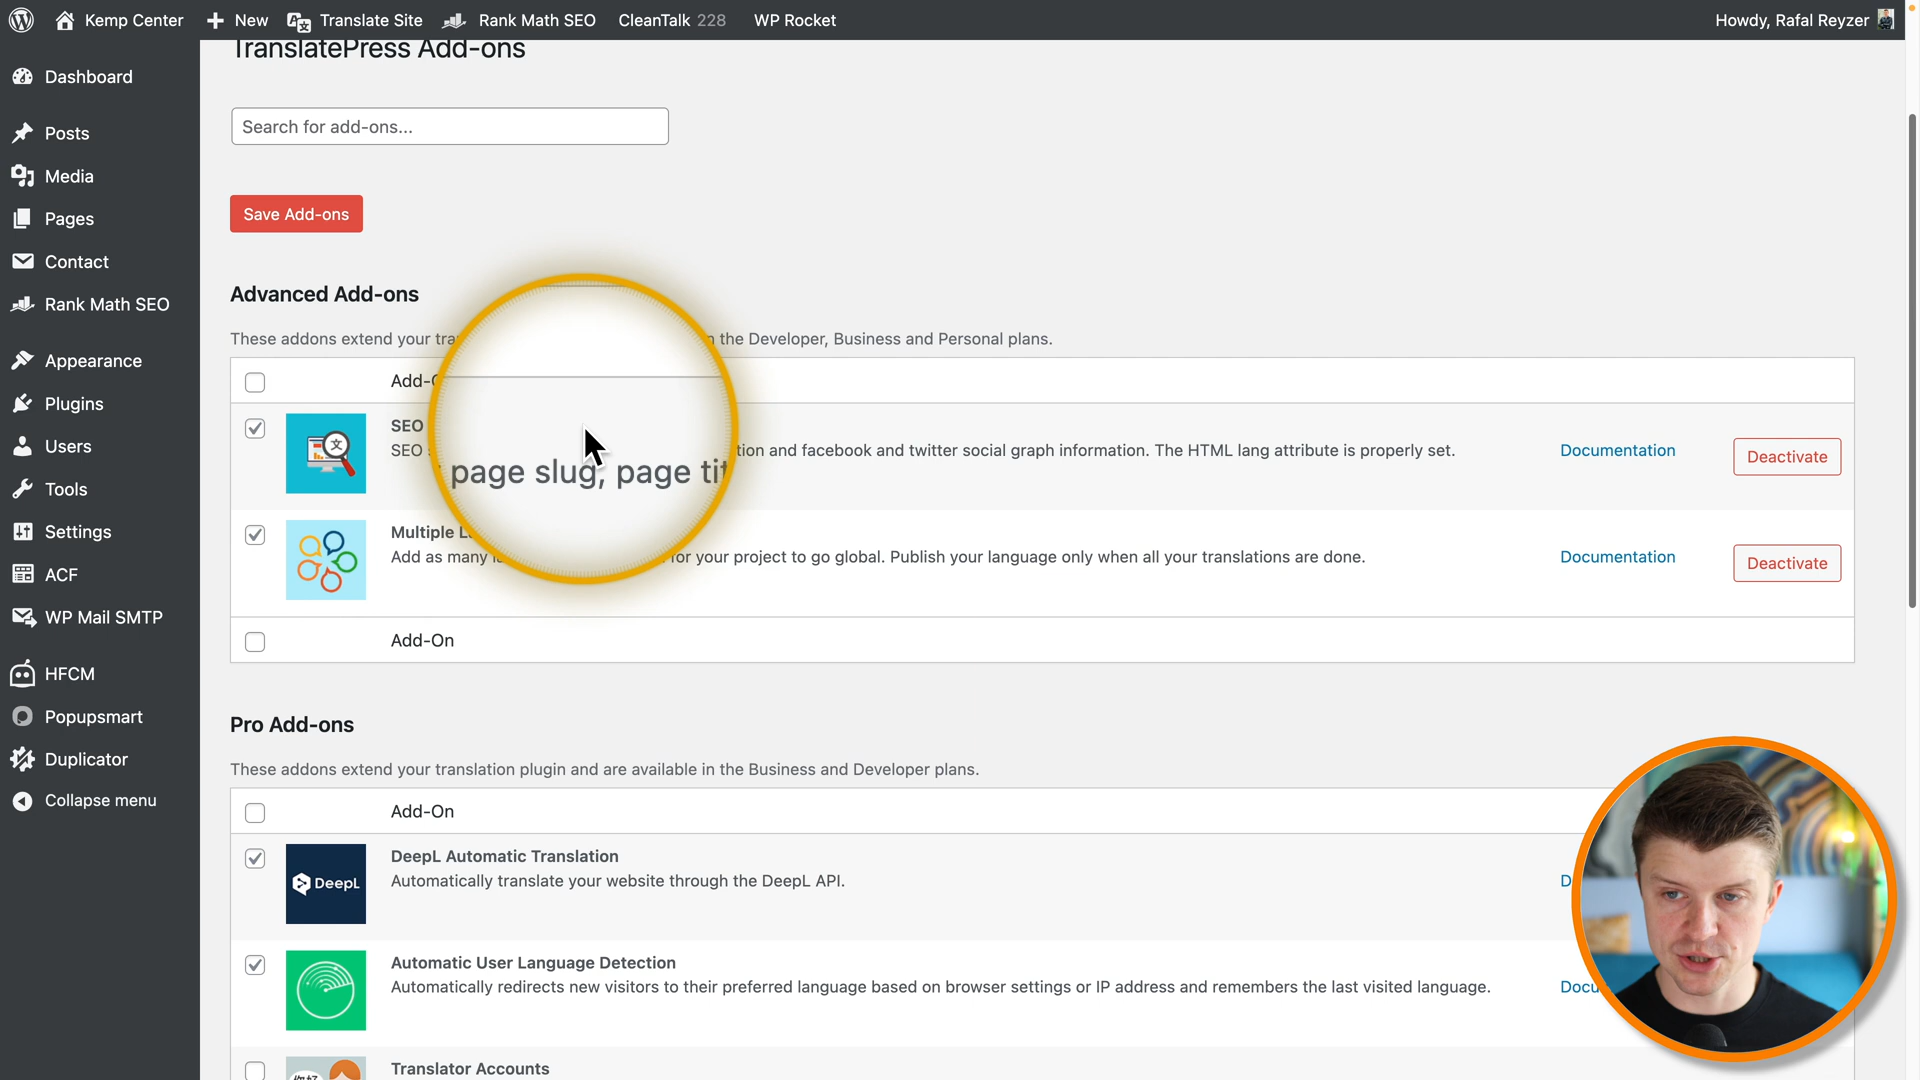 Kemp Center
New
Translate Site
Rank Math SEO
CleanTalk 228
WP Rocket
Howdy, Rafal Reyzer
Dashboard
Posts
Media
Pages
Contact
Rank Math SEO
Appearance
Plugins
Users
Tools
Settings
ACF
WP Mail SMTP
HFCM
Popupsmart
Duplicator
Collapse menu
TranslatePress Add-ons
Search for add-ons...
Save Add-ons
Advanced Add-ons
These addons extend your the Developer, Business and Personal plans.
SEO
SEO page slug, page and facebook and twitter social graph information. The HTML lang attribute is properly set.
Documentation
Deactivate
Multiple
Add as many for your project to go global. Publish your language only when all your translations are done.
Documentation
Deactivate
Add-On
Pro Add-ons
These addons extend your translation plugin and are available in the Business and Developer plans.
Add-On
DeepL
DeepL Automatic Translation
Automatically translate your website through the DeepL API.
Automatic User Language Detection
Automatically redirects new visitors to their preferred language based on browser settings or IP address and remembers the last visited language.
Translator Accounts